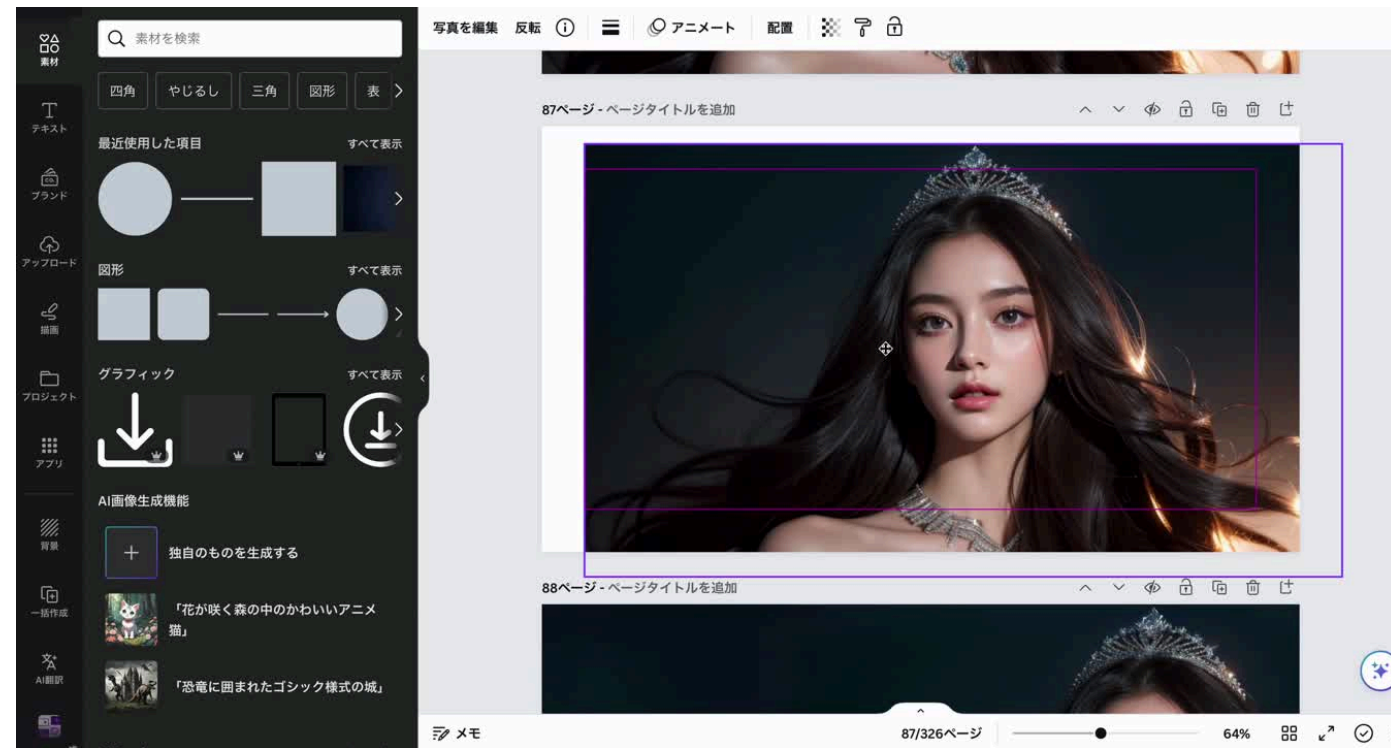 素材
テキスト
ブランド
アップロード
描画
プロジェクト
アプリ
背景
一括作成
AI翻訳
素材を検索
四角 やじるし 三角 図形 表
最近使用した項目 すべて表示
図形 すべて表示
グラフィック すべて表示
AI画像生成機能
独自のものを生成する
「花が咲く森の中のかわいいアニメ
猫」
「恐竜に囲まれたゴシック様式の城」
写真を編集 反転 アニメート 配置
87ページ - ページタイトルを追加
88ページ - ページタイトルを追加
メモ 87/326ページ 64%